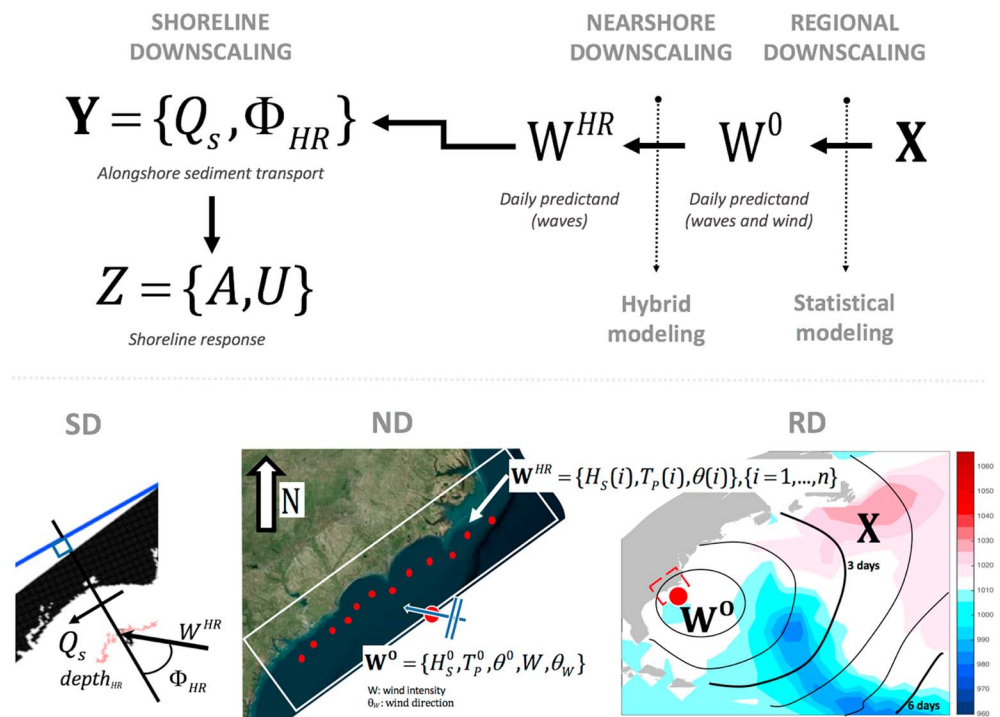 SHORELINE
DOWNSCALING
NEARSHORE
DOWNSCALING
REGIONAL
DOWNSCALING
Y = {Q_s, Φ_HR}
W^HR
W^0
X
Alongshore sediment transport
Daily predictand
(waves)
Daily predictand
(waves and wind)
Z = {A,U}
Shoreline response
Hybrid
modeling
Statistical
modeling
SD
ND
RD
N
W^HR = {H_S(i),T_P(i),θ(i)},{i = 1,...,n}
W^O = {H_S^0,T_P^0,θ^0,W,θ_W}
W: wind intensity
θ_W: wind direction
Q_s
depth_HR
W^HR
Φ_HR
X
3 days
W^O
6 days
1060
1050
1040
1030
1020
1010
1000
990
980
970
960